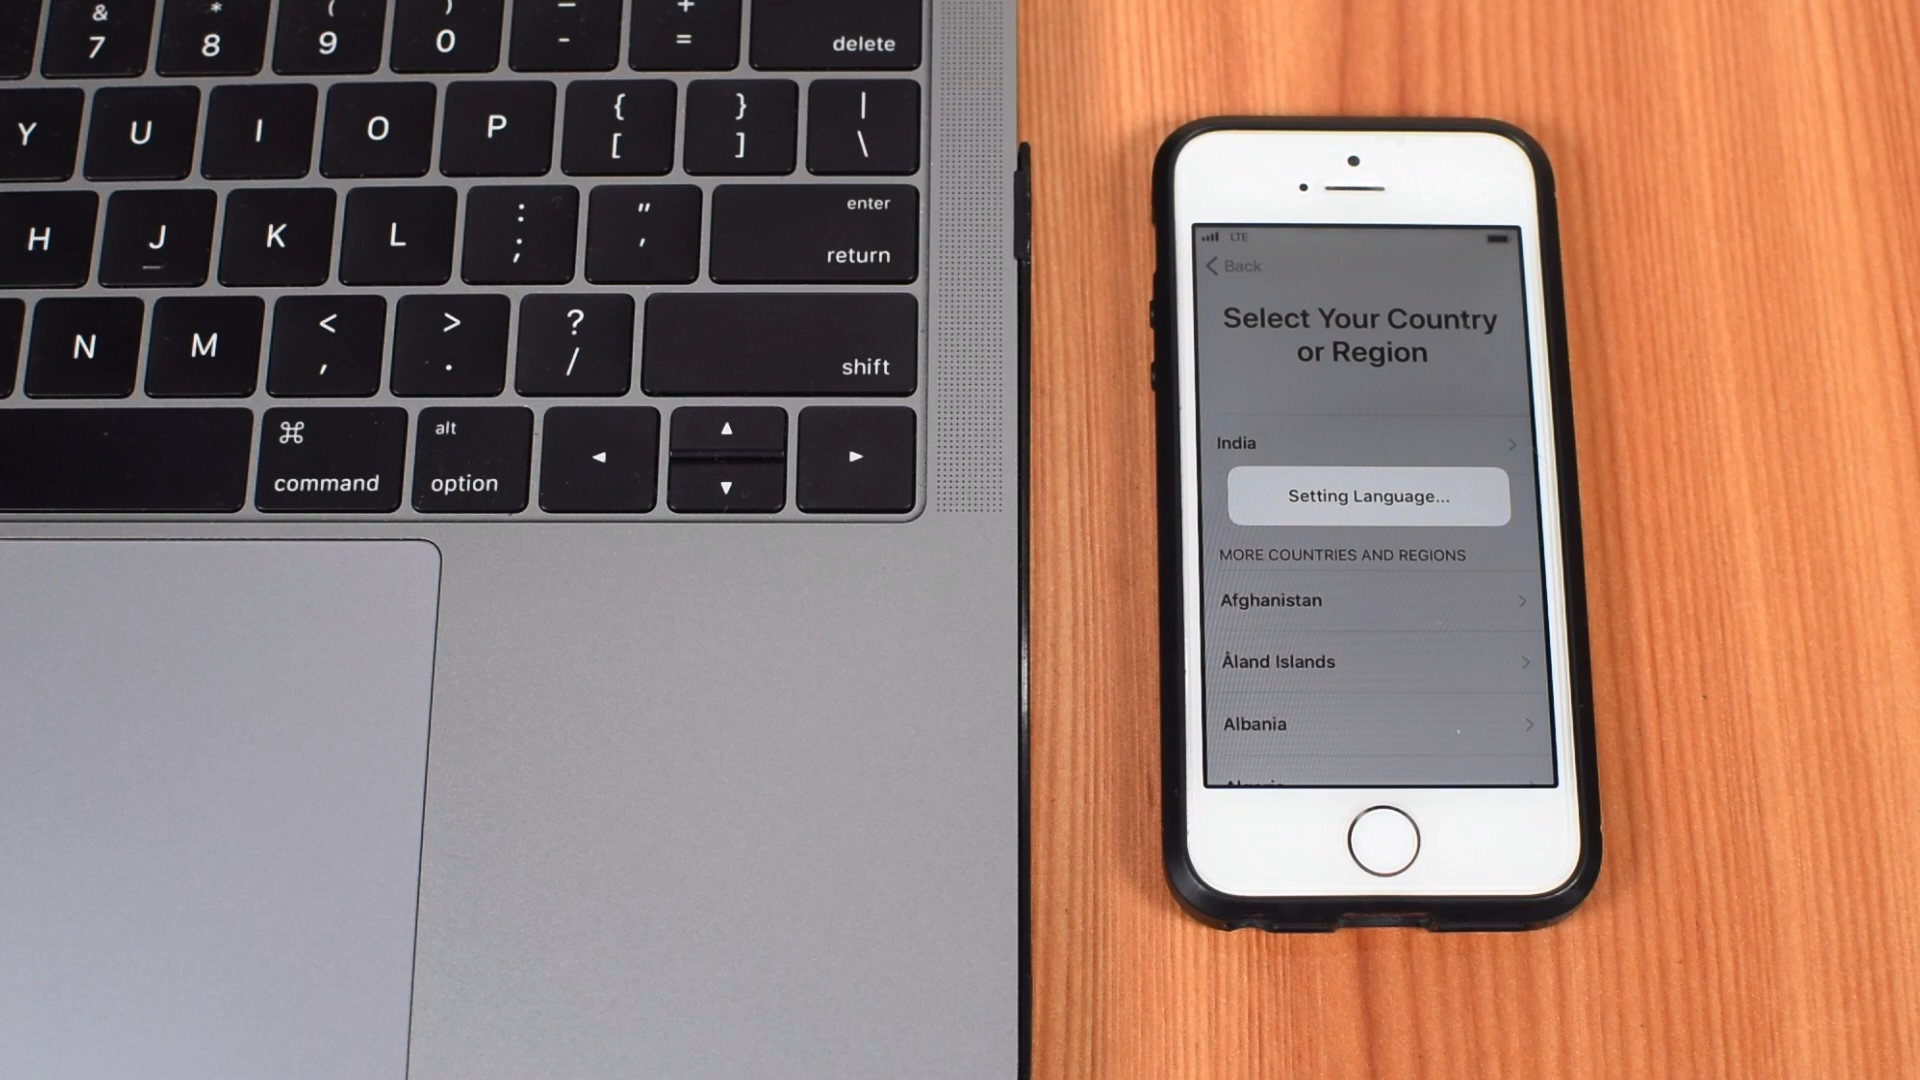 & * ( ) — +
7 8 9 0 - = delete
Y U I O P { } |
[ ] \
H J K L : " enter
; ' return
N M < > ? shift
, . /
⌘ alt
command option
◀ ▲ ▶
▼
LTE
Back
Select Your Country
or Region
India
Setting Language...
MORE COUNTRIES AND REGIONS
Afghanistan
Åland Islands
Albania